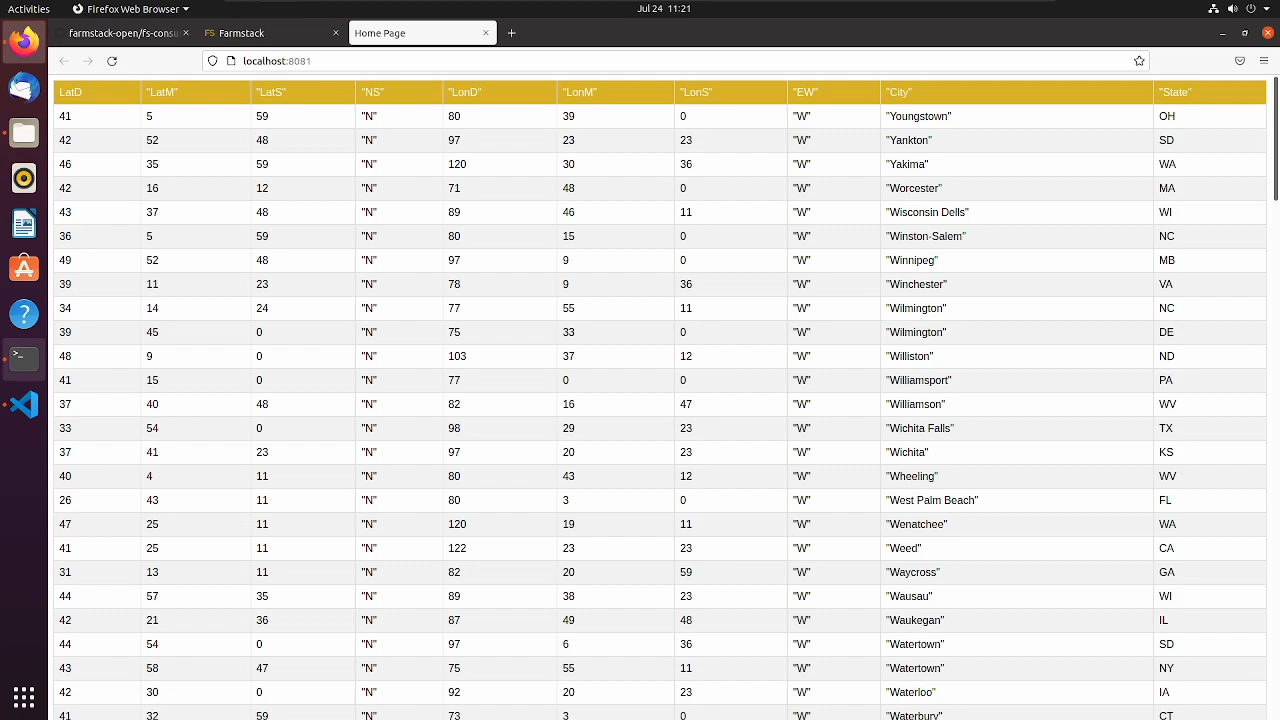 Activities Firefox Web Browser Jul 24 11:21
farmstack-open/fs-consu Farmstack Home Page
localhost:8081
LatD "LatM" "LatS" "NS" "LonD" "LonM" "LonS" "EW" "City" "State"
41 5 59 "N" 80 39 0 "W" "Youngstown" OH
42 52 48 "N" 97 23 23 "W" "Yankton" SD
46 35 59 "N" 120 30 36 "W" "Yakima" WA
42 16 12 "N" 71 48 0 "W" "Worcester" MA
43 37 48 "N" 89 46 11 "W" "Wisconsin Dells" WI
36 5 59 "N" 80 15 0 "W" "Winston-Salem" NC
49 52 48 "N" 97 9 0 "W" "Winnipeg" MB
39 11 23 "N" 78 9 36 "W" "Winchester" VA
34 14 24 "N" 77 55 11 "W" "Wilmington" NC
39 45 0 "N" 75 33 0 "W" "Wilmington" DE
48 9 0 "N" 103 37 12 "W" "Williston" ND
41 15 0 "N" 77 0 0 "W" "Williamsport" PA
37 40 48 "N" 82 16 47 "W" "Williamson" WV
33 54 0 "N" 98 29 23 "W" "Wichita Falls" TX
37 41 23 "N" 97 20 23 "W" "Wichita" KS
40 4 11 "N" 80 43 12 "W" "Wheeling" WV
26 43 11 "N" 80 3 0 "W" "West Palm Beach" FL
47 25 11 "N" 120 19 11 "W" "Wenatchee" WA
41 25 11 "N" 122 23 23 "W" "Weed" CA
31 13 11 "N" 82 20 59 "W" "Waycross" GA
44 57 35 "N" 89 38 23 "W" "Wausau" WI
42 21 36 "N" 87 49 48 "W" "Waukegan" IL
44 54 0 "N" 97 6 36 "W" "Watertown" SD
43 58 47 "N" 75 55 11 "W" "Watertown" NY
42 30 0 "N" 92 20 23 "W" "Waterloo" IA
41 32 59 "N" 73 3 0 "W" "Waterbury" CT